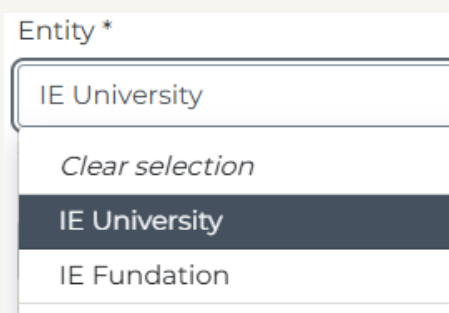 Entity *
IE University
Clear selection
IE University
IE Fundation